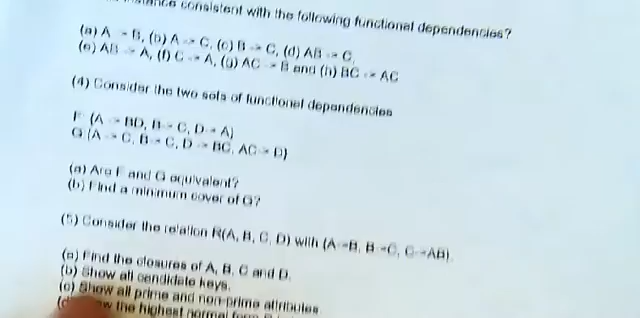 consistent with the following functional dependencies?
(a) A -> B, (b) A -> C, (c) B -> C, (d) AB -> C,
(e) AB -> A, (f) C -> A, (g) AC -> B and (h) BC -> AC
(4) Consider the two sets of functional dependencies
F {A -> BD, B -> C, D -> A}
G {A -> C, B -> C, D -> BC, AC -> D}
(a) Are F and G equivalent?
(b) Find a minimum cover of G?
(5) Consider the relation R(A, B, C, D) with {A ->B, B ->C, C ->AB}.
(a) Find the closures of A, B, C and D.
(b) Show all candidate keys.
(c) Show all prime and non-prime attributes
the highest normal form